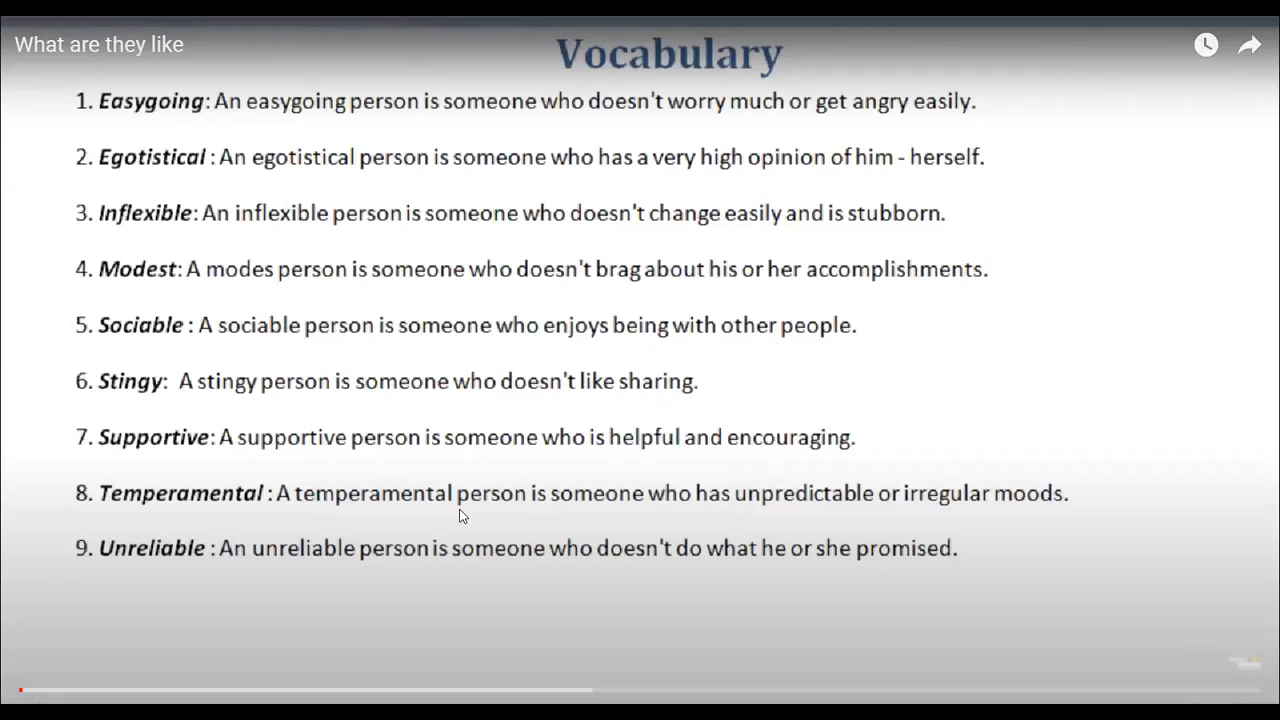 What are they like
Vocabulary
1. Easygoing: An easygoing person is someone who doesn't worry much or get angry easily.
2. Egotistical : An egotistical person is someone who has a very high opinion of him - herself.
3. Inflexible: An inflexible person is someone who doesn't change easily and is stubborn.
4. Modest: A modes person is someone who doesn't brag about his or her accomplishments.
5. Sociable : A sociable person is someone who enjoys being with other people.
6. Stingy: A stingy person is someone who doesn't like sharing.
7. Supportive: A supportive person is someone who is helpful and encouraging.
8. Temperamental : A temperamental person is someone who has unpredictable or irregular moods.
9. Unreliable : An unreliable person is someone who doesn't do what he or she promised.